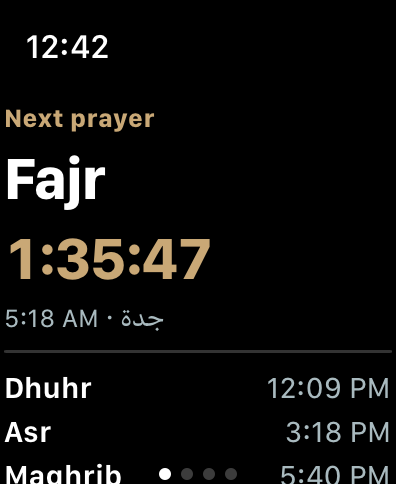 12:42
Next prayer
Fajr
1:35:47
5:18 AM · جدة
Dhuhr 12:09 PM
Asr 3:18 PM
Maghrib 5:40 PM